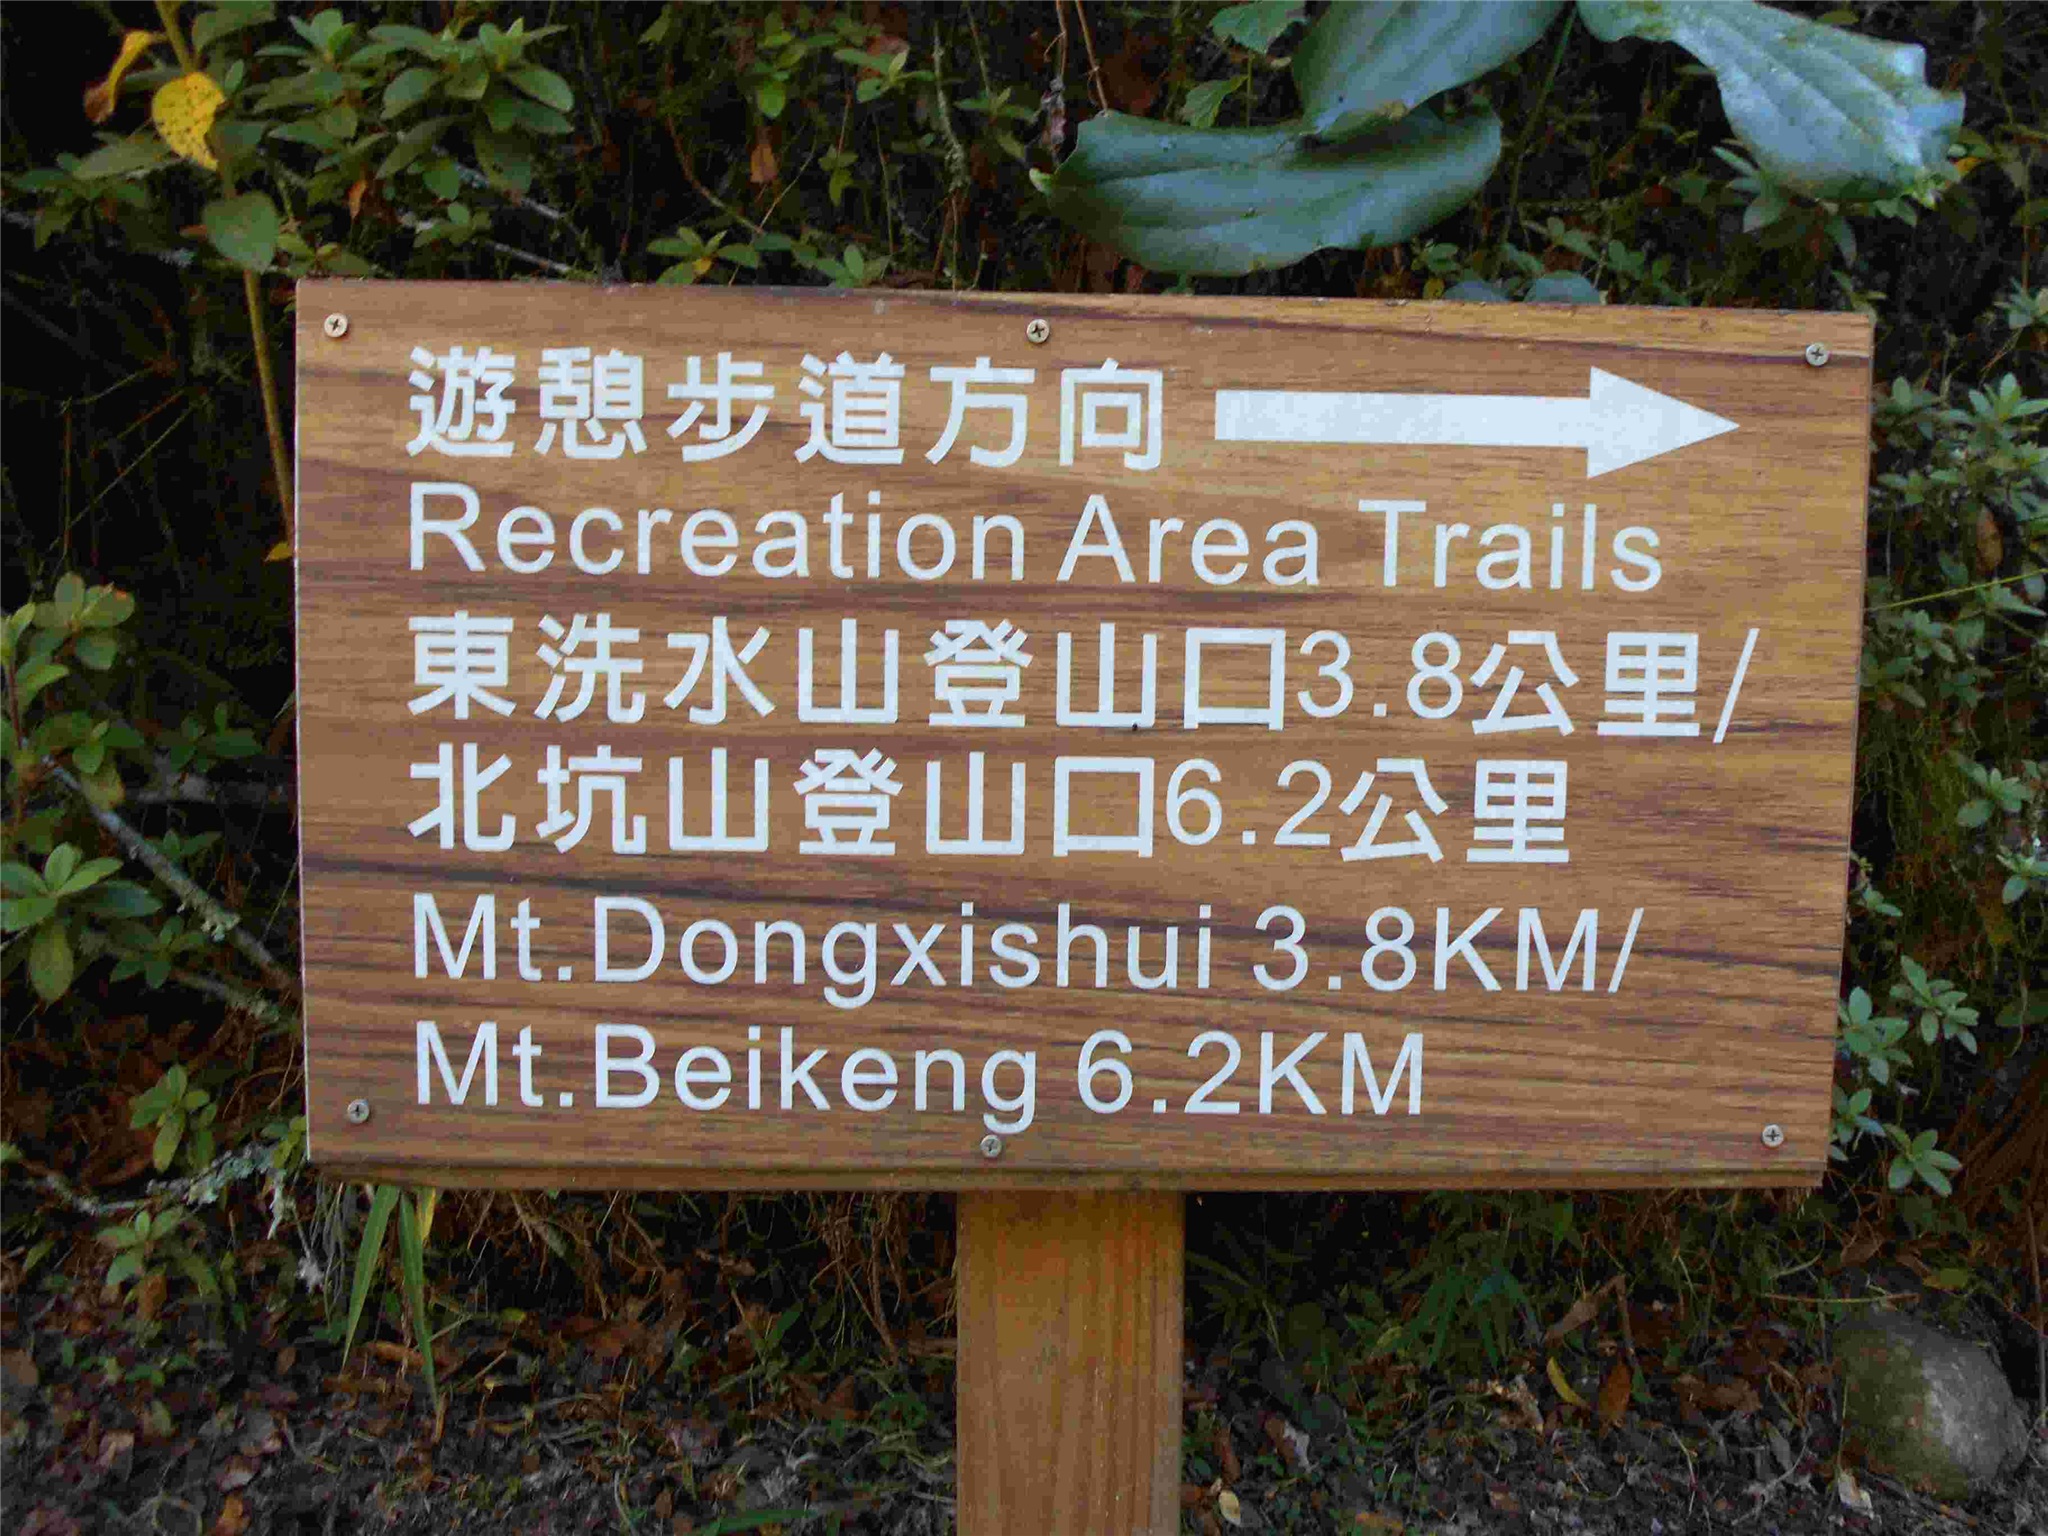 遊憩步道方向
Recreation Area Trails
東洗水山登山口3.8公里/
北坑山登山口6.2公里
Mt.Dongxishui 3.8KM/
Mt.Beikeng 6.2KM